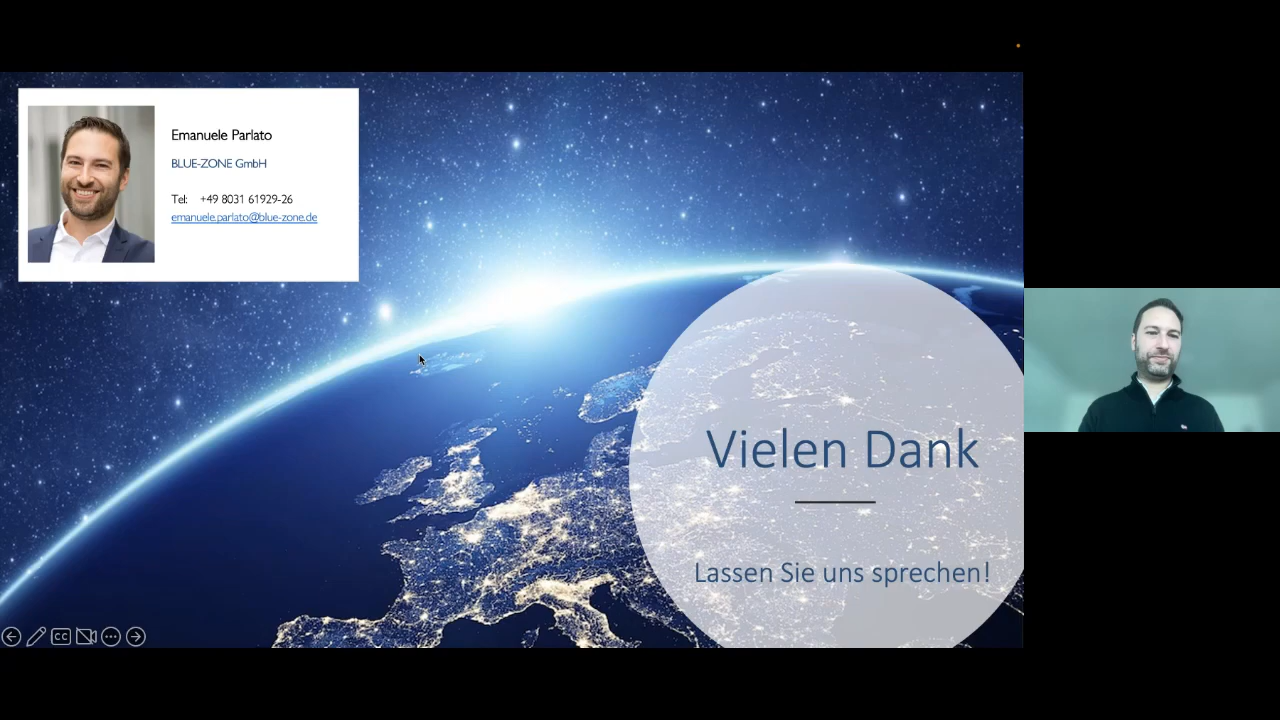 Emanuele Parlato
BLUE-ZONE GmbH
Tel: +49 8031 61929-26
emanuele.parlato@blue-zone.de
Vielen Dank
Lassen Sie uns sprechen!
CC